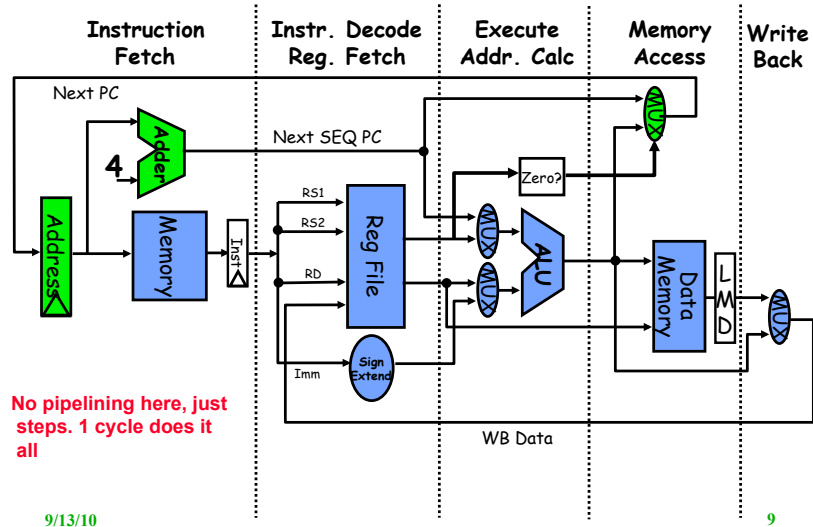 Instruction
Fetch
Instr. Decode
Reg. Fetch
Execute
Addr. Calc
Memory
Access
Write
Back
Next PC
Adder
4
Next SEQ PC
MUX
Zero?
Address
Memory
Inst
RS1
RS2
RD
Imm
Reg File
Sign
Extend
MUX
MUX
ALU
Data
Memory
LMD
MUX
WB Data
No pipelining here, just
steps. 1 cycle does it
all
9/13/10
9